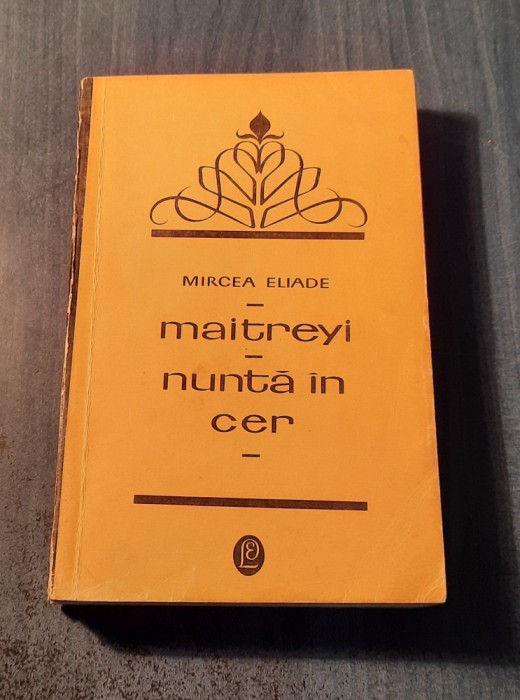 MIRCEA ELIADE
maitreyi
nuntă în
cer